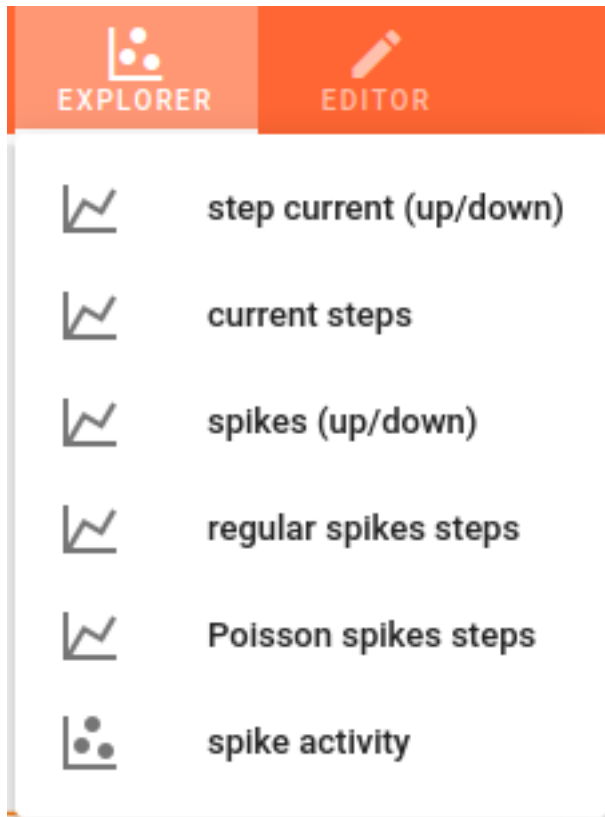 EXPLORER
EDITOR
step current (up/down)
current steps
spikes (up/down)
regular spikes steps
Poisson spikes steps
spike activity